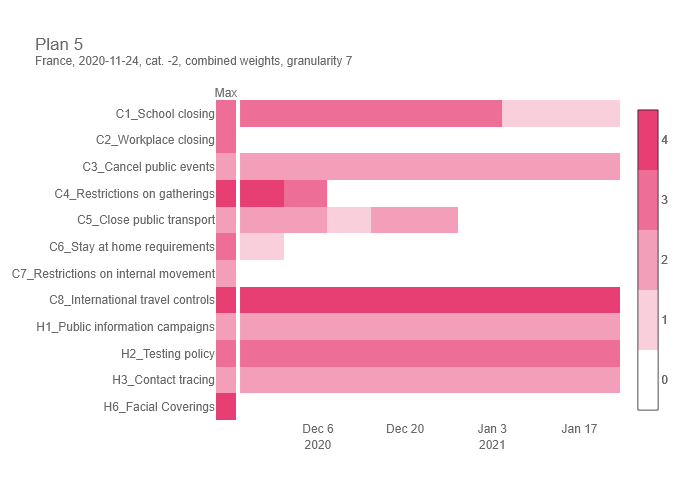 Plan 5
France, 2020-11-24, cat. -2, combined weights, granularity 7
Max
C1_School closing
C2_Workplace closing
C3_Cancel public events
C4_Restrictions on gatherings
C5_Close public transport
C6_Stay at home requirements
C7_Restrictions on internal movement
C8_International travel controls
H1_Public information campaigns
H2_Testing policy
H3_Contact tracing
H6_Facial Coverings
4
3
2
1
0
Dec 6 Dec 20 Jan 3 Jan 17
2020 2021